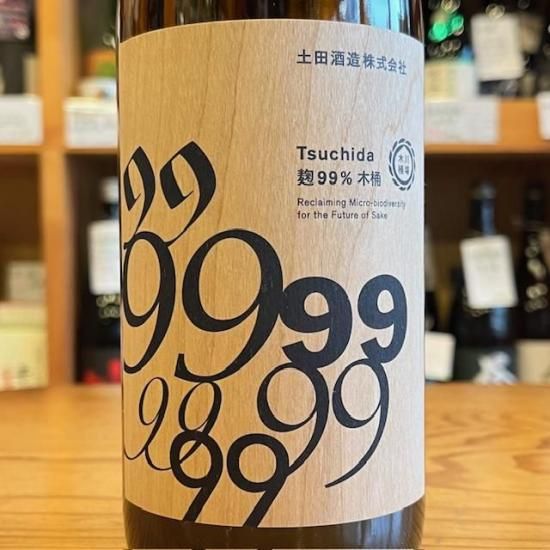 土田酒造株式会社
Tsuchida
麹99% 木桶
Reclaiming Micro-biodiversity
for the Future of Sake
99
99
99
99
99
99